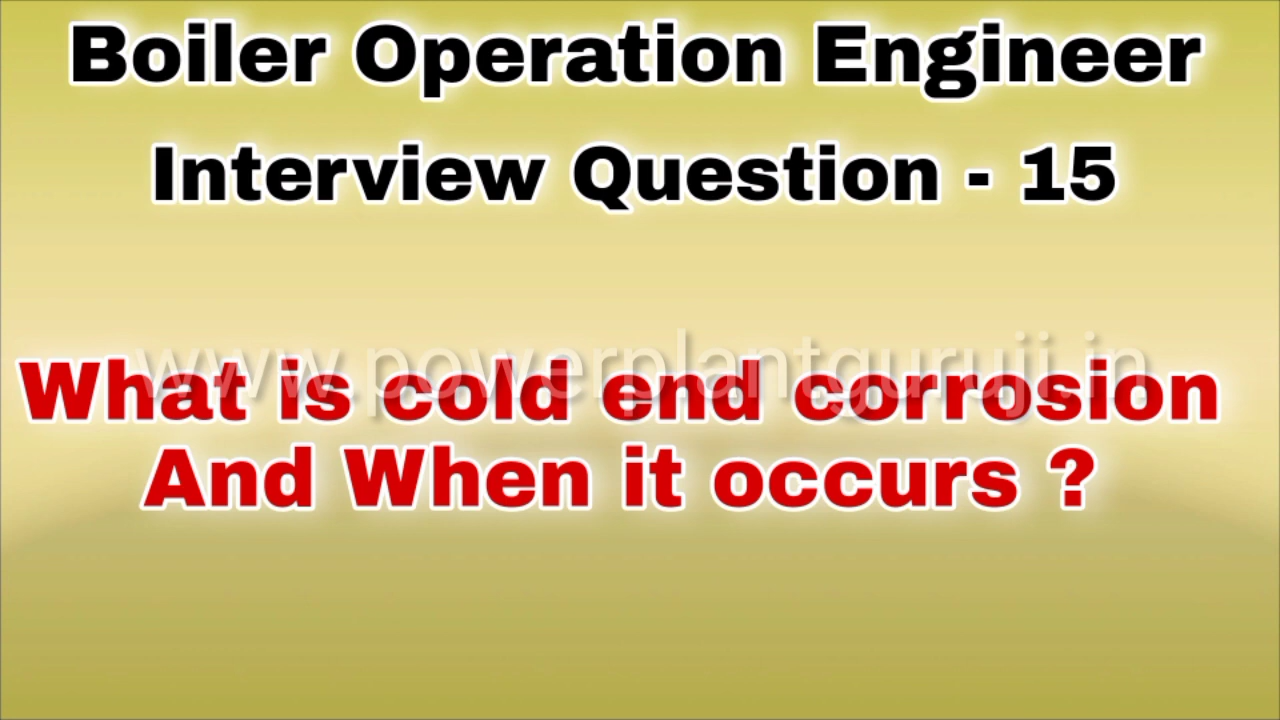 Boiler Operation Engineer
Interview Question - 15
www.powerplantguruji.in
What is cold end corrosion
And When it occurs ?